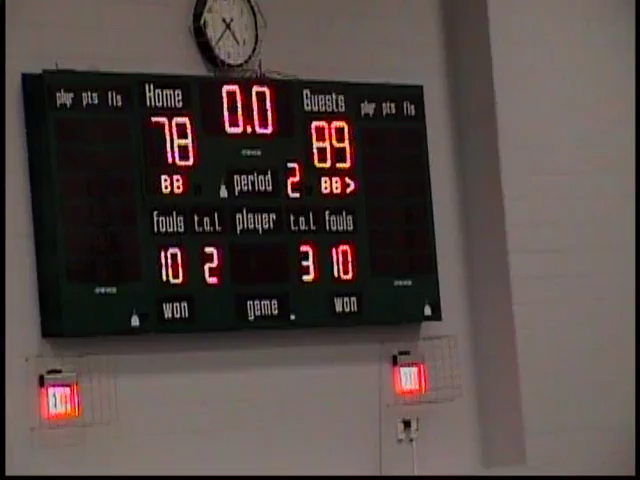 plyr pts fls Home 0.0 Guests plyr pts fls
78 89
BB period 2 BB>
fouls t.o.l player t.o.l fouls
10 2 3 10
won game won